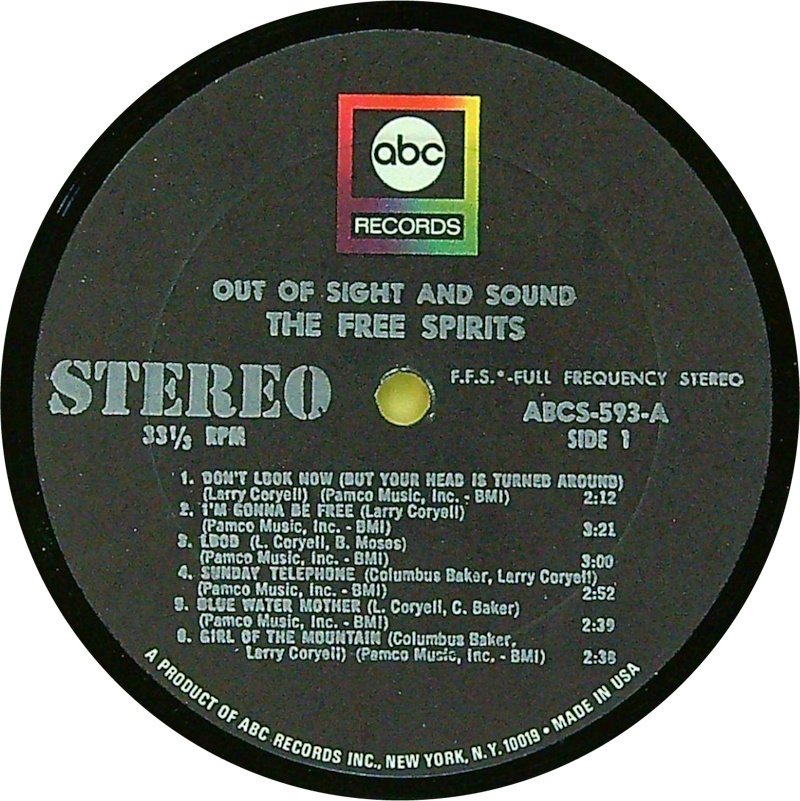 abc
RECORDS
OUT OF SIGHT AND SOUND
THE FREE SPIRITS
STEREO
33⅓ RPM
F.F.S.°-FULL FREQUENCY STEREO
ABCS-593-A
SIDE 1
1. DON'T LOOK NOW (BUT YOUR HEAD IS TURNED AROUND)
(Larry Coryell) (Pamco Music, Inc. - BMI) 2:12
2. I'M GONNA BE FREE (Larry Coryell)
(Pamco Music, Inc. - BMI) 3:21
3. LBOD (L. Coryell, B. Moses)
(Pamco Music, Inc. - BMI) 3:00
4. SUNDAY TELEPHONE (Columbus Baker, Larry Coryell)
(Pamco Music, Inc. - BMI) 2:52
5. BLUE WATER MOTHER (L. Coryell, C. Baker)
(Pamco Music, Inc. - BMI) 2:39
6. GIRL OF THE MOUNTAIN (Columbus Baker,
Larry Coryell) (Pamco Music, Inc. - BMI) 2:38
A PRODUCT OF ABC RECORDS INC., NEW YORK, N.Y. 10019 • MADE IN USA